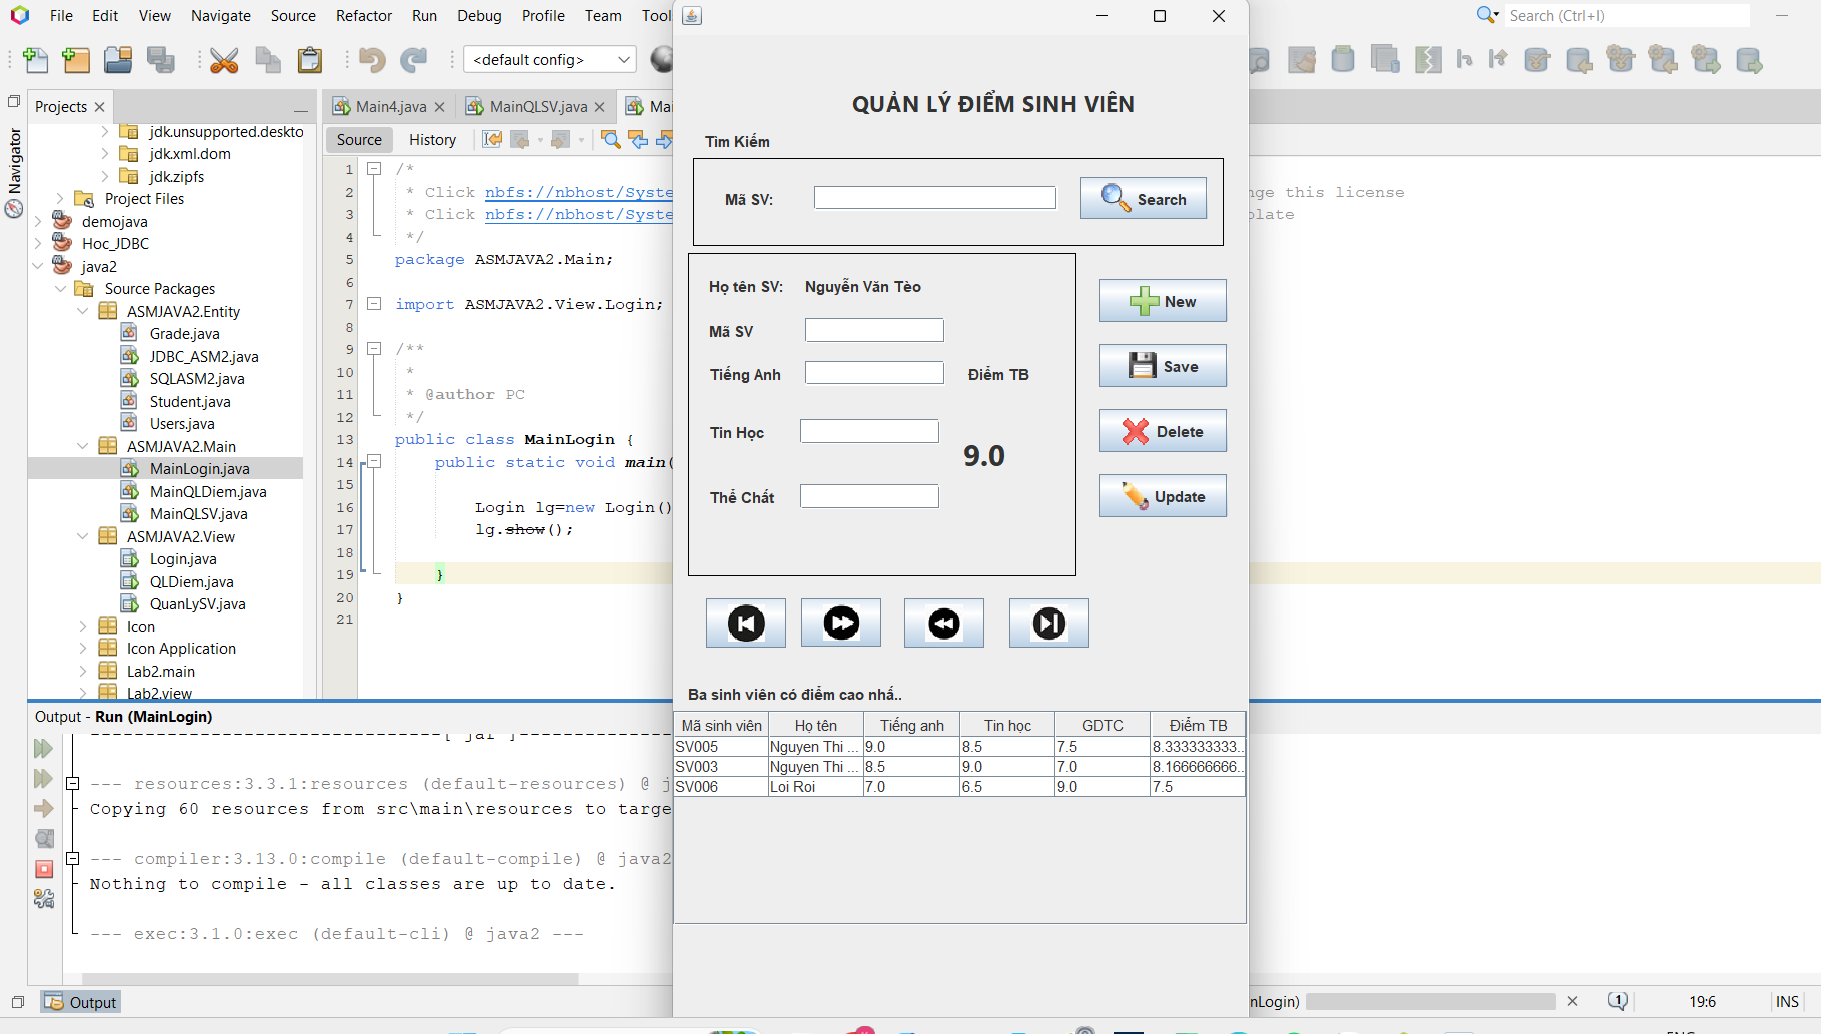 File Edit View Navigate Source Refactor Run Debug Profile Team Tool
Search (Ctrl+I)
<default config>
Projects
Navigator
jdk.unsupported.deskto
jdk.xml.dom
jdk.zipfs
Project Files
demojava
Hoc_JDBC
java2
Source Packages
ASMJAVA2.Entity
Grade.java
JDBC_ASM2.java
SQLASM2.java
Student.java
Users.java
ASMJAVA2.Main
MainLogin.java
MainQLDiem.java
MainQLSV.java
ASMJAVA2.View
Login.java
QLDiem.java
QuanLySV.java
Icon
Icon Application
Lab2.main
Lab2.view
Main4.java MainQLSV.java Mai
Source History
1 /*
2 * Click nbfs://nbhost/Syste nge this license
3 * Click nbfs://nbhost/Syste plate
4 */
5 package ASMJAVA2.Main;
6
7 import ASMJAVA2.View.Login;
8
9 /**
10 *
11 * @author PC
12 */
13 public class MainLogin {
14 public static void main(
15
16 Login lg=new Login()
17 lg.show();
18
19 }
20 }
21
QUẢN LÝ ĐIỂM SINH VIÊN
Tìm Kiếm
Mã SV: Search
Họ tên SV: Nguyễn Văn Tèo
Mã SV
Tiếng Anh Điểm TB
Tin Học
9.0
Thể Chất
New
Save
Delete
Update
Ba sinh viên có điểm cao nhấ..
Mã sinh viên Họ tên Tiếng anh Tin học GDTC Điểm TB
SV005 Nguyen Thi ... 9.0 8.5 7.5 8.333333333..
SV003 Nguyen Thi ... 8.5 9.0 7.0 8.166666666..
SV006 Loi Roi 7.0 6.5 9.0 7.5
Output - Run (MainLogin)
--------------------------------[ jar ]--------------
--- resources:3.3.1:resources (default-resources) @ j
Copying 60 resources from src\main\resources to targe
--- compiler:3.13.0:compile (default-compile) @ java2
Nothing to compile - all classes are up to date.
--- exec:3.1.0:exec (default-cli) @ java2 ---
Output
nLogin) 1 19:6 INS